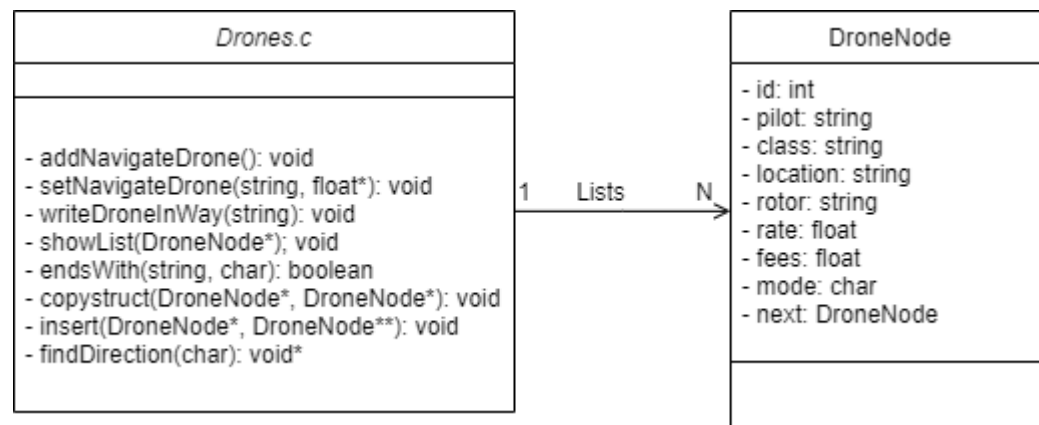 Drones.c
- addNavigateDrone(): void
- setNavigateDrone(string, float*): void
- writeDroneInWay(string): void
- showList(DroneNode*); void
- endsWith(string, char): boolean
- copystruct(DroneNode*, DroneNode*): void
- insert(DroneNode*, DroneNode**): void
- findDirection(char): void*
1 Lists N
DroneNode
- id: int
- pilot: string
- class: string
- location: string
- rotor: string
- rate: float
- fees: float
- mode: char
- next: DroneNode